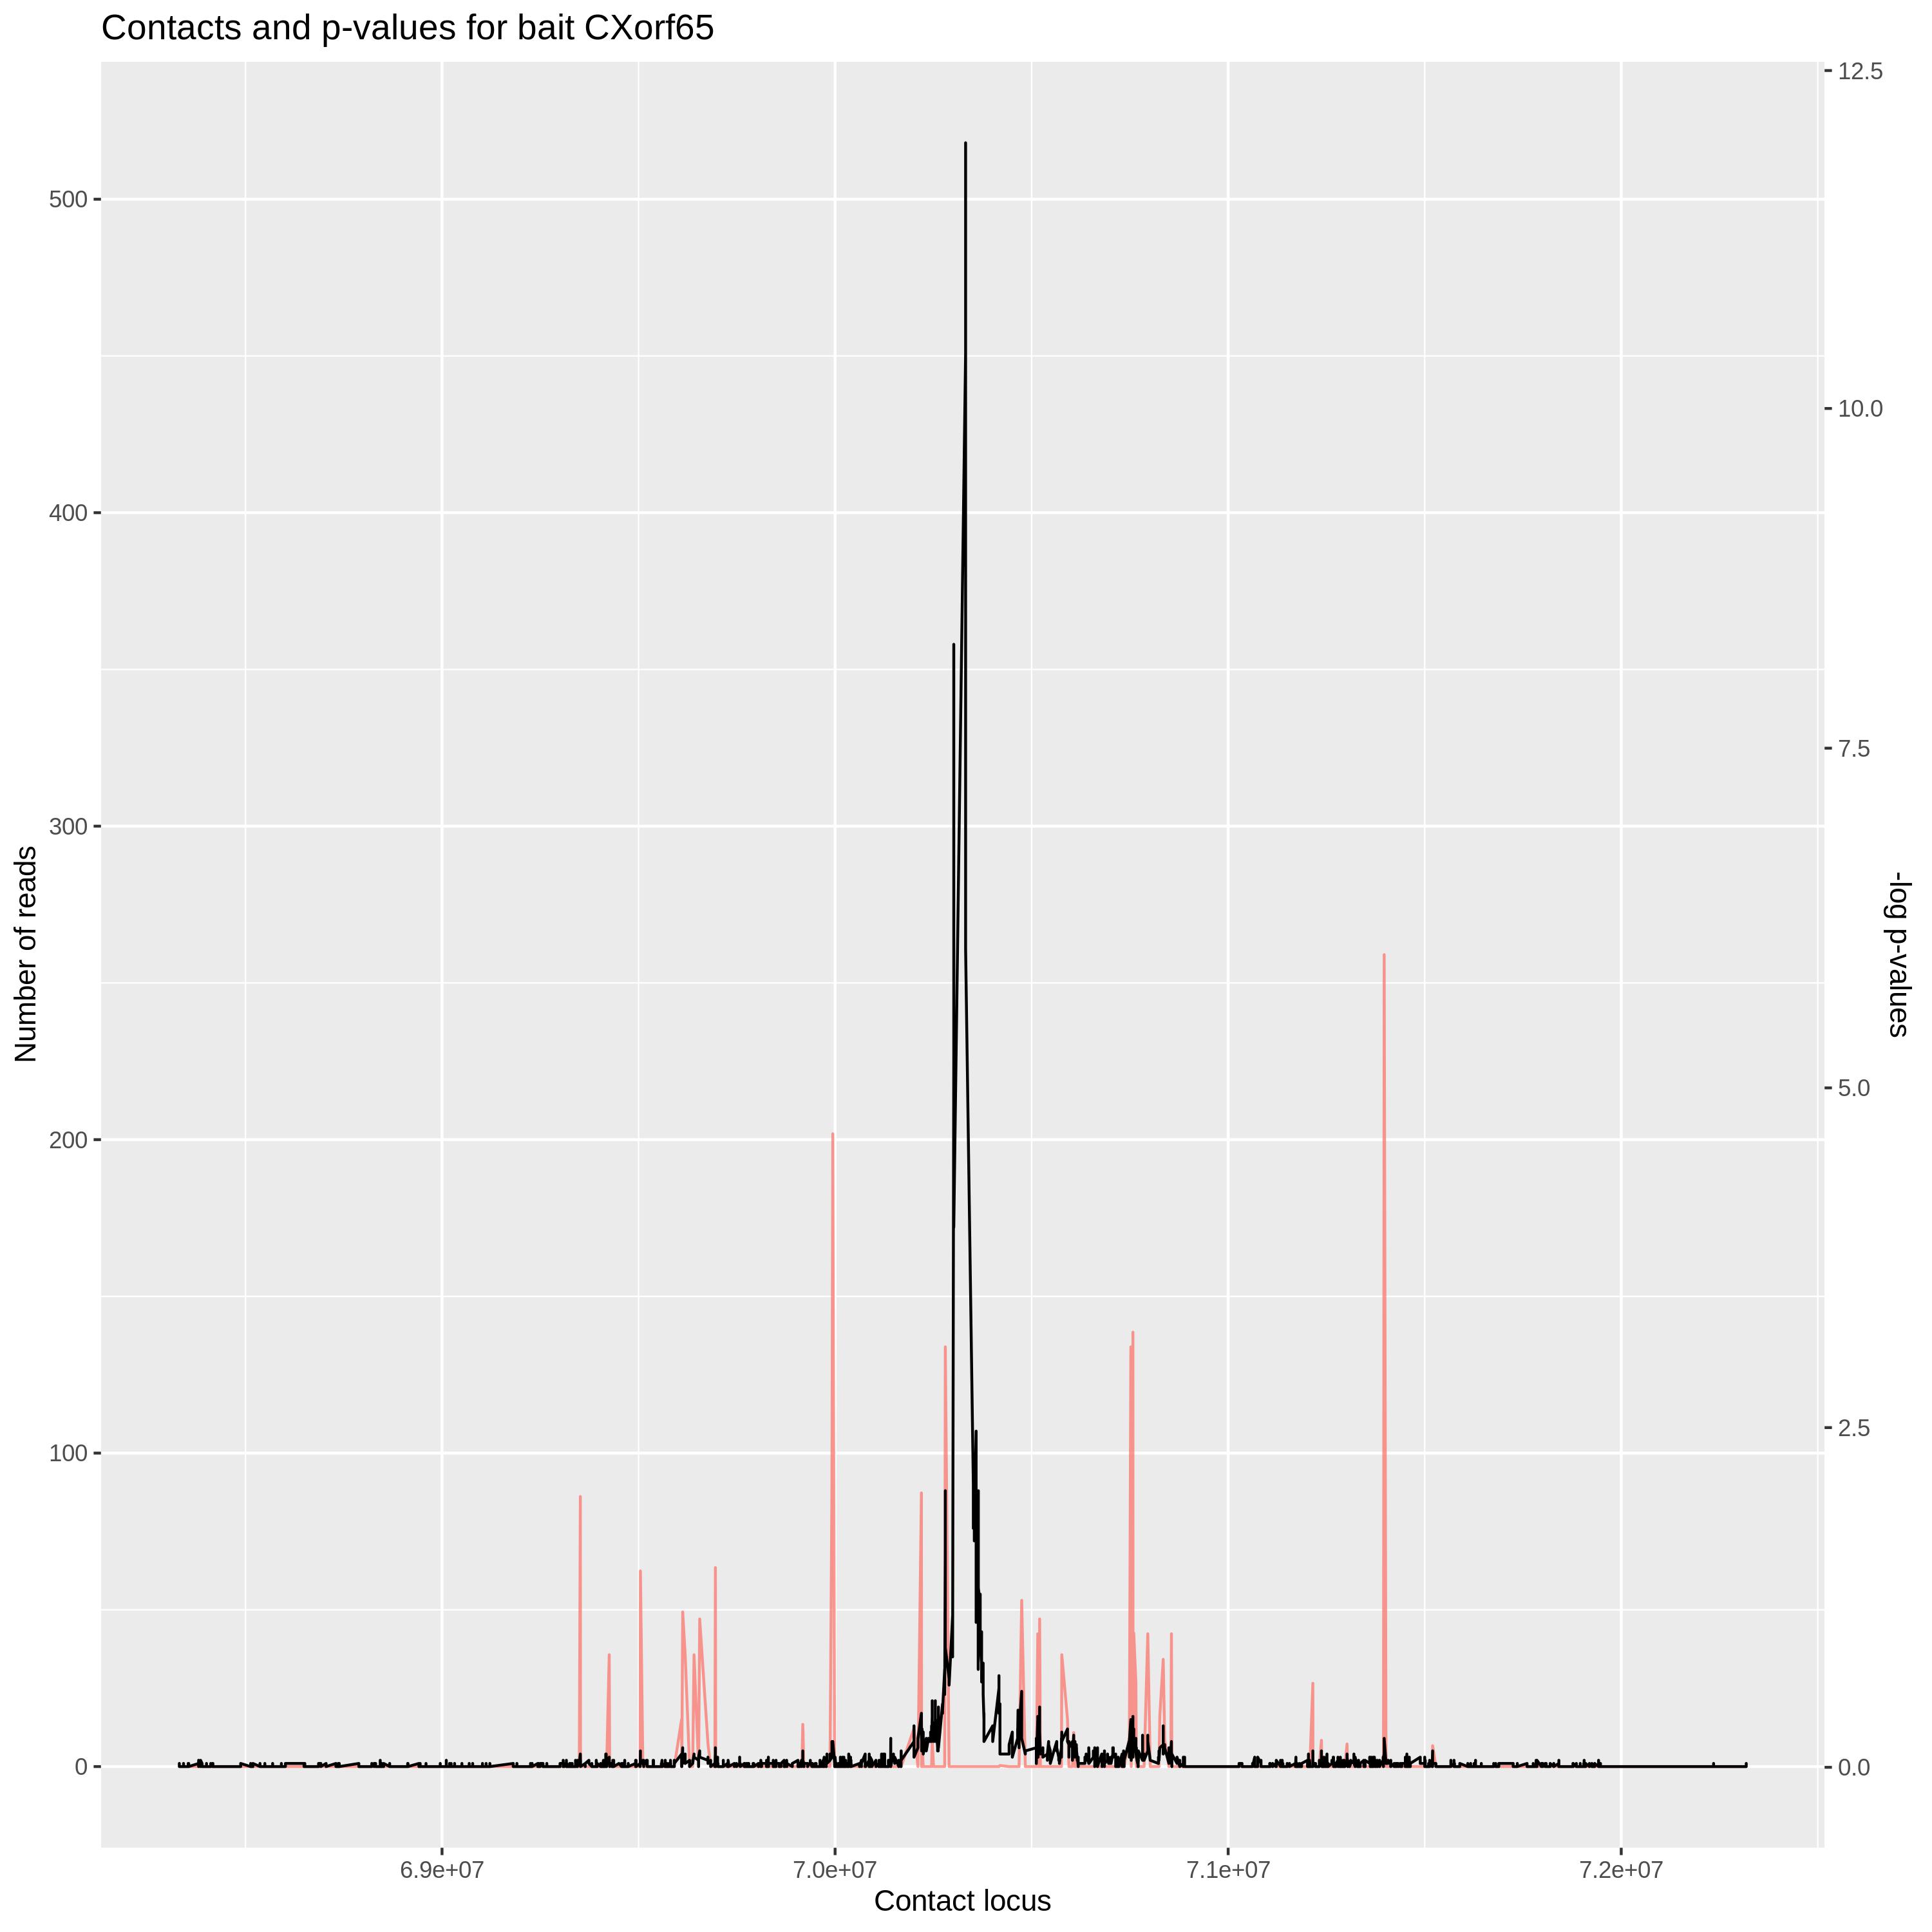 Contacts and p-values for bait CXorf65
500
400
300
200
100
0
Number of reads
12.5
10.0
7.5
5.0
2.5
0.0
-log p-values
6.9e+07
7.0e+07
7.1e+07
7.2e+07
Contact locus